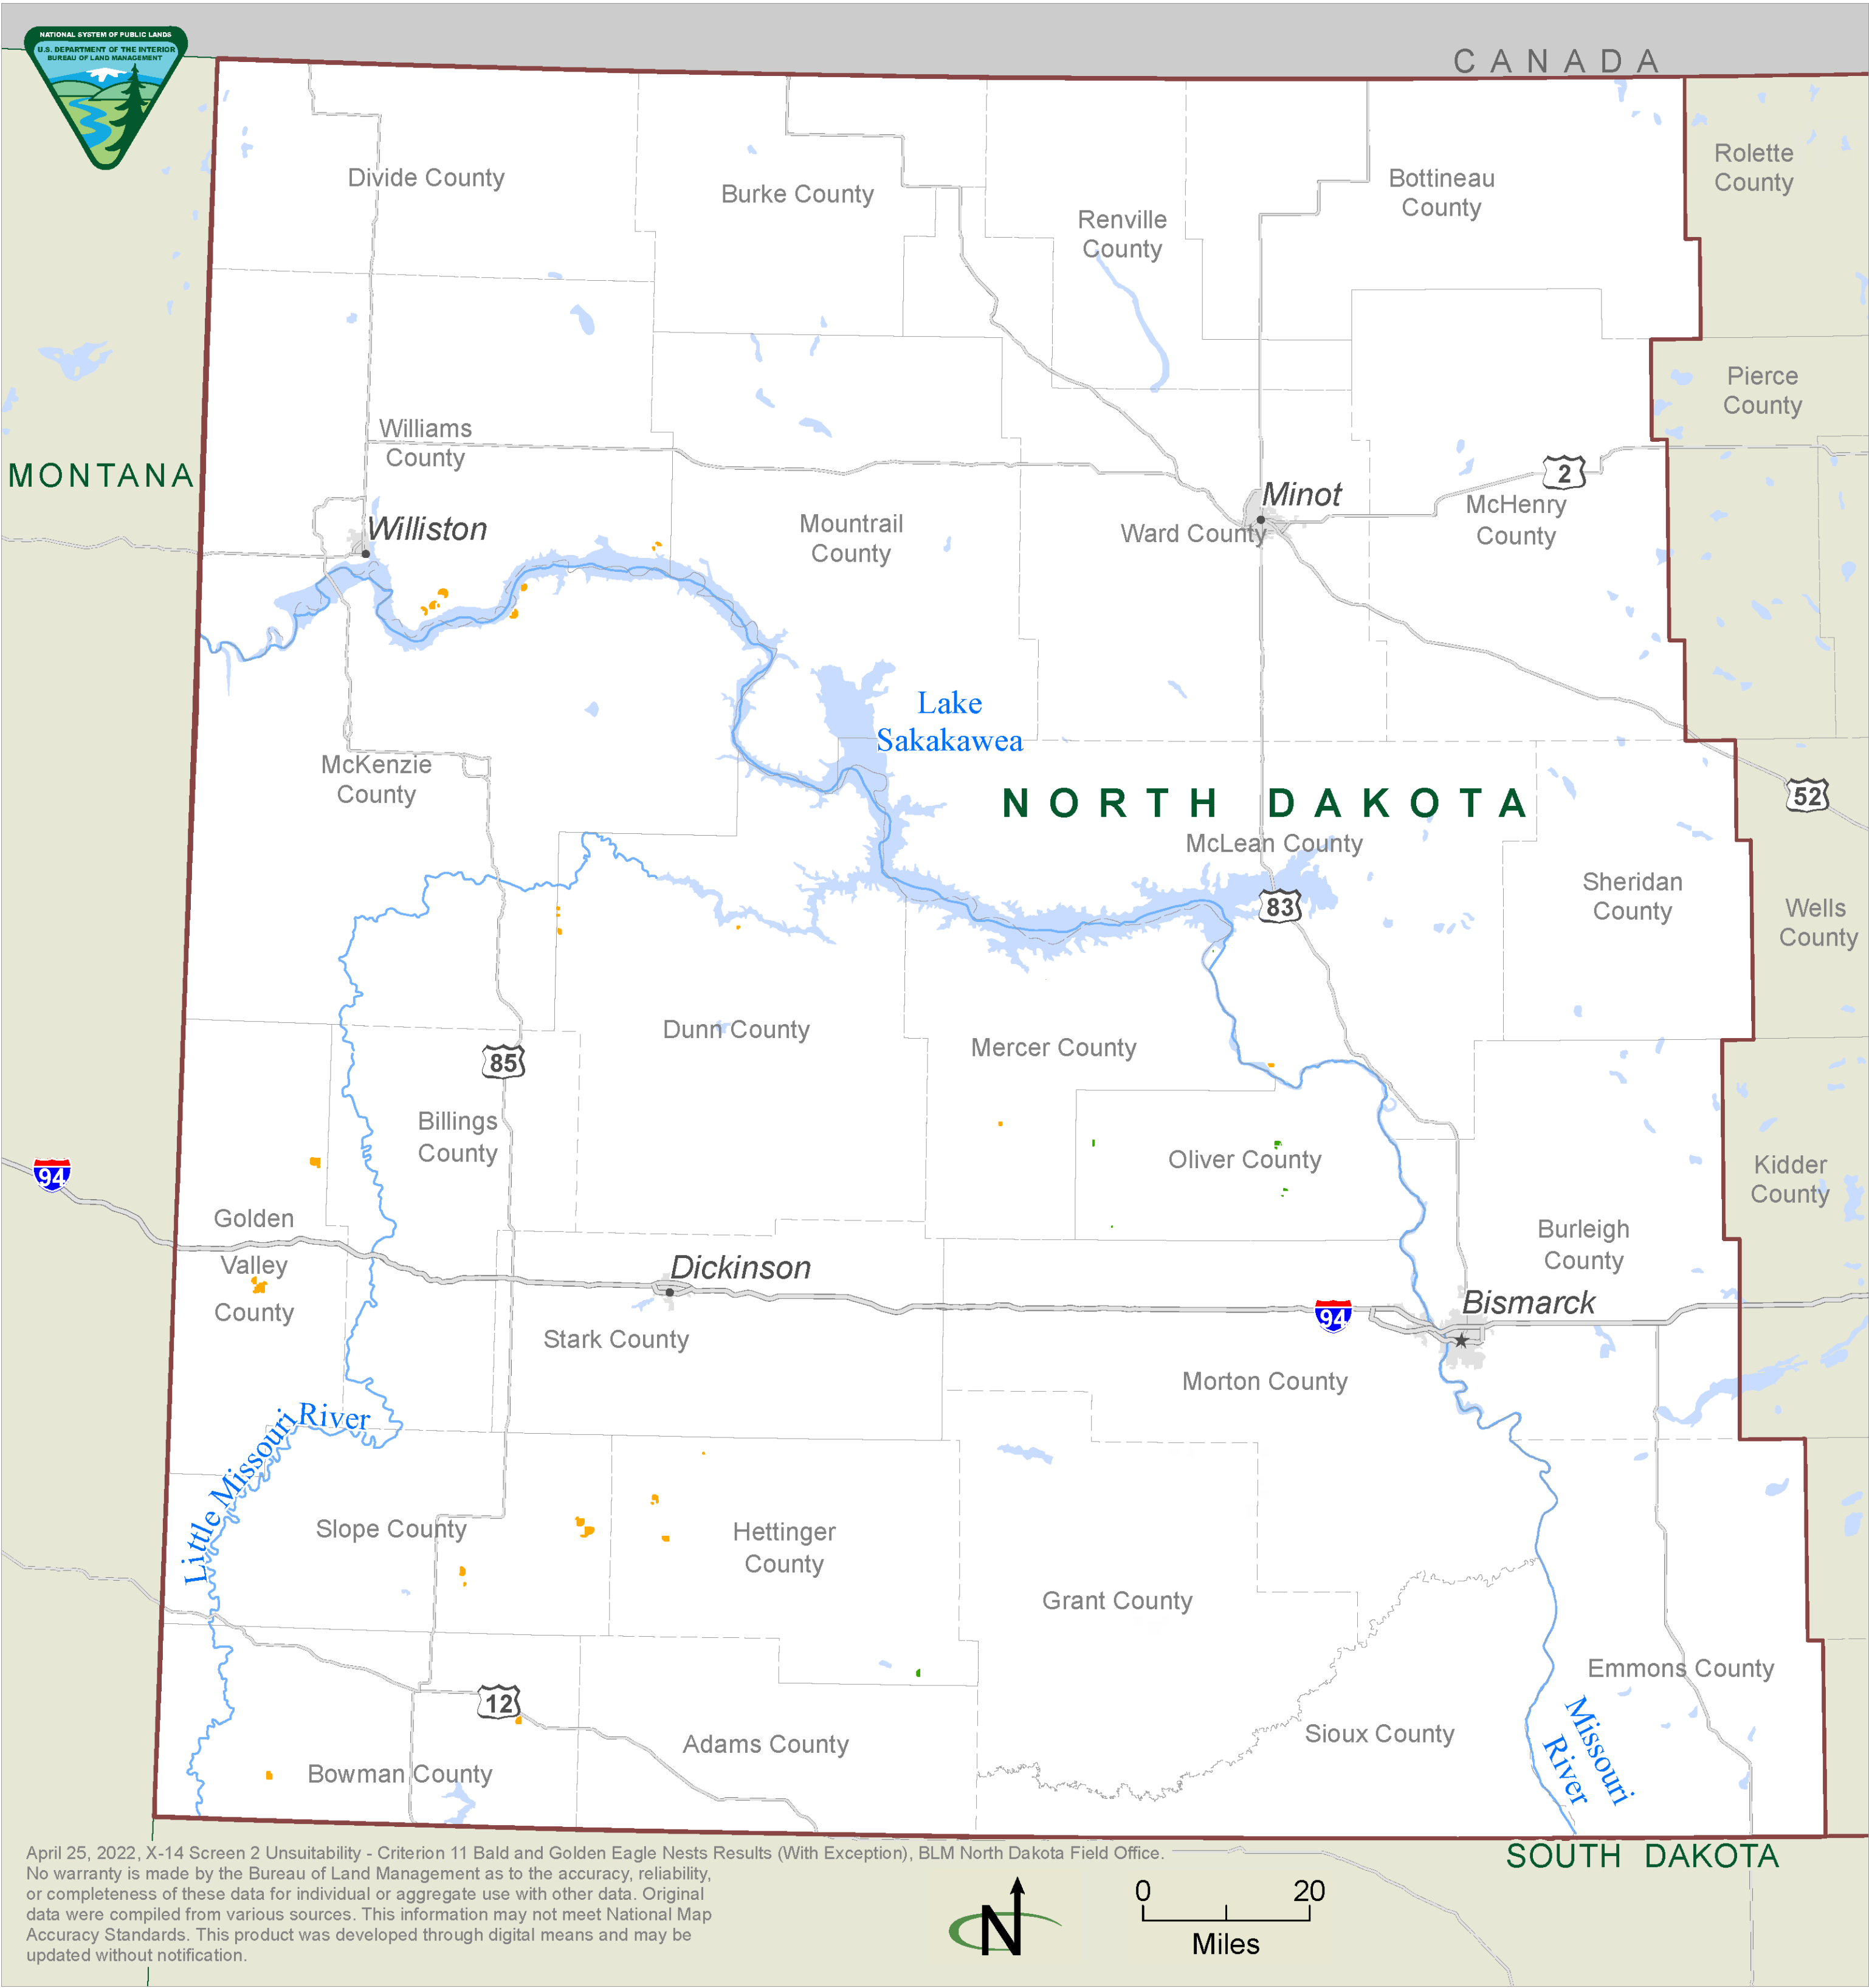 NATIONAL SYSTEM OF PUBLIC LANDS
U.S. DEPARTMENT OF THE INTERIOR
BUREAU OF LAND MANAGEMENT
CANADA
Divide County
Burke County
Renville
County
Bottineau
County
Rolette
County
Pierce
County
MONTANA
Williams
County
Williston
Mountrail
County
Minot
Ward County
2
McHenry
County
Lake
Sakakawea
McKenzie
County
NORTH DAKOTA
52
McLean County
83
Sheridan
County
Wells
County
Dunn County
Mercer County
85
Billings
County
94
Oliver County
Kidder
County
Golden
Valley
County
Burleigh
County
Dickinson
Bismarck
94
Stark County
Morton County
Little Missouri River
Slope County
Hettinger
County
Grant County
Emmons County
12
Adams County
Sioux County
Missouri
River
Bowman County
SOUTH DAKOTA
April 25, 2022, X-14 Screen 2 Unsuitability - Criterion 11 Bald and Golden Eagle Nests Results (With Exception), BLM North Dakota Field Office.
No warranty is made by the Bureau of Land Management as to the accuracy, reliability,
or completeness of these data for individual or aggregate use with other data. Original
data were compiled from various sources. This information may not meet National Map
Accuracy Standards. This product was developed through digital means and may be
updated without notification.
N
0 20
Miles